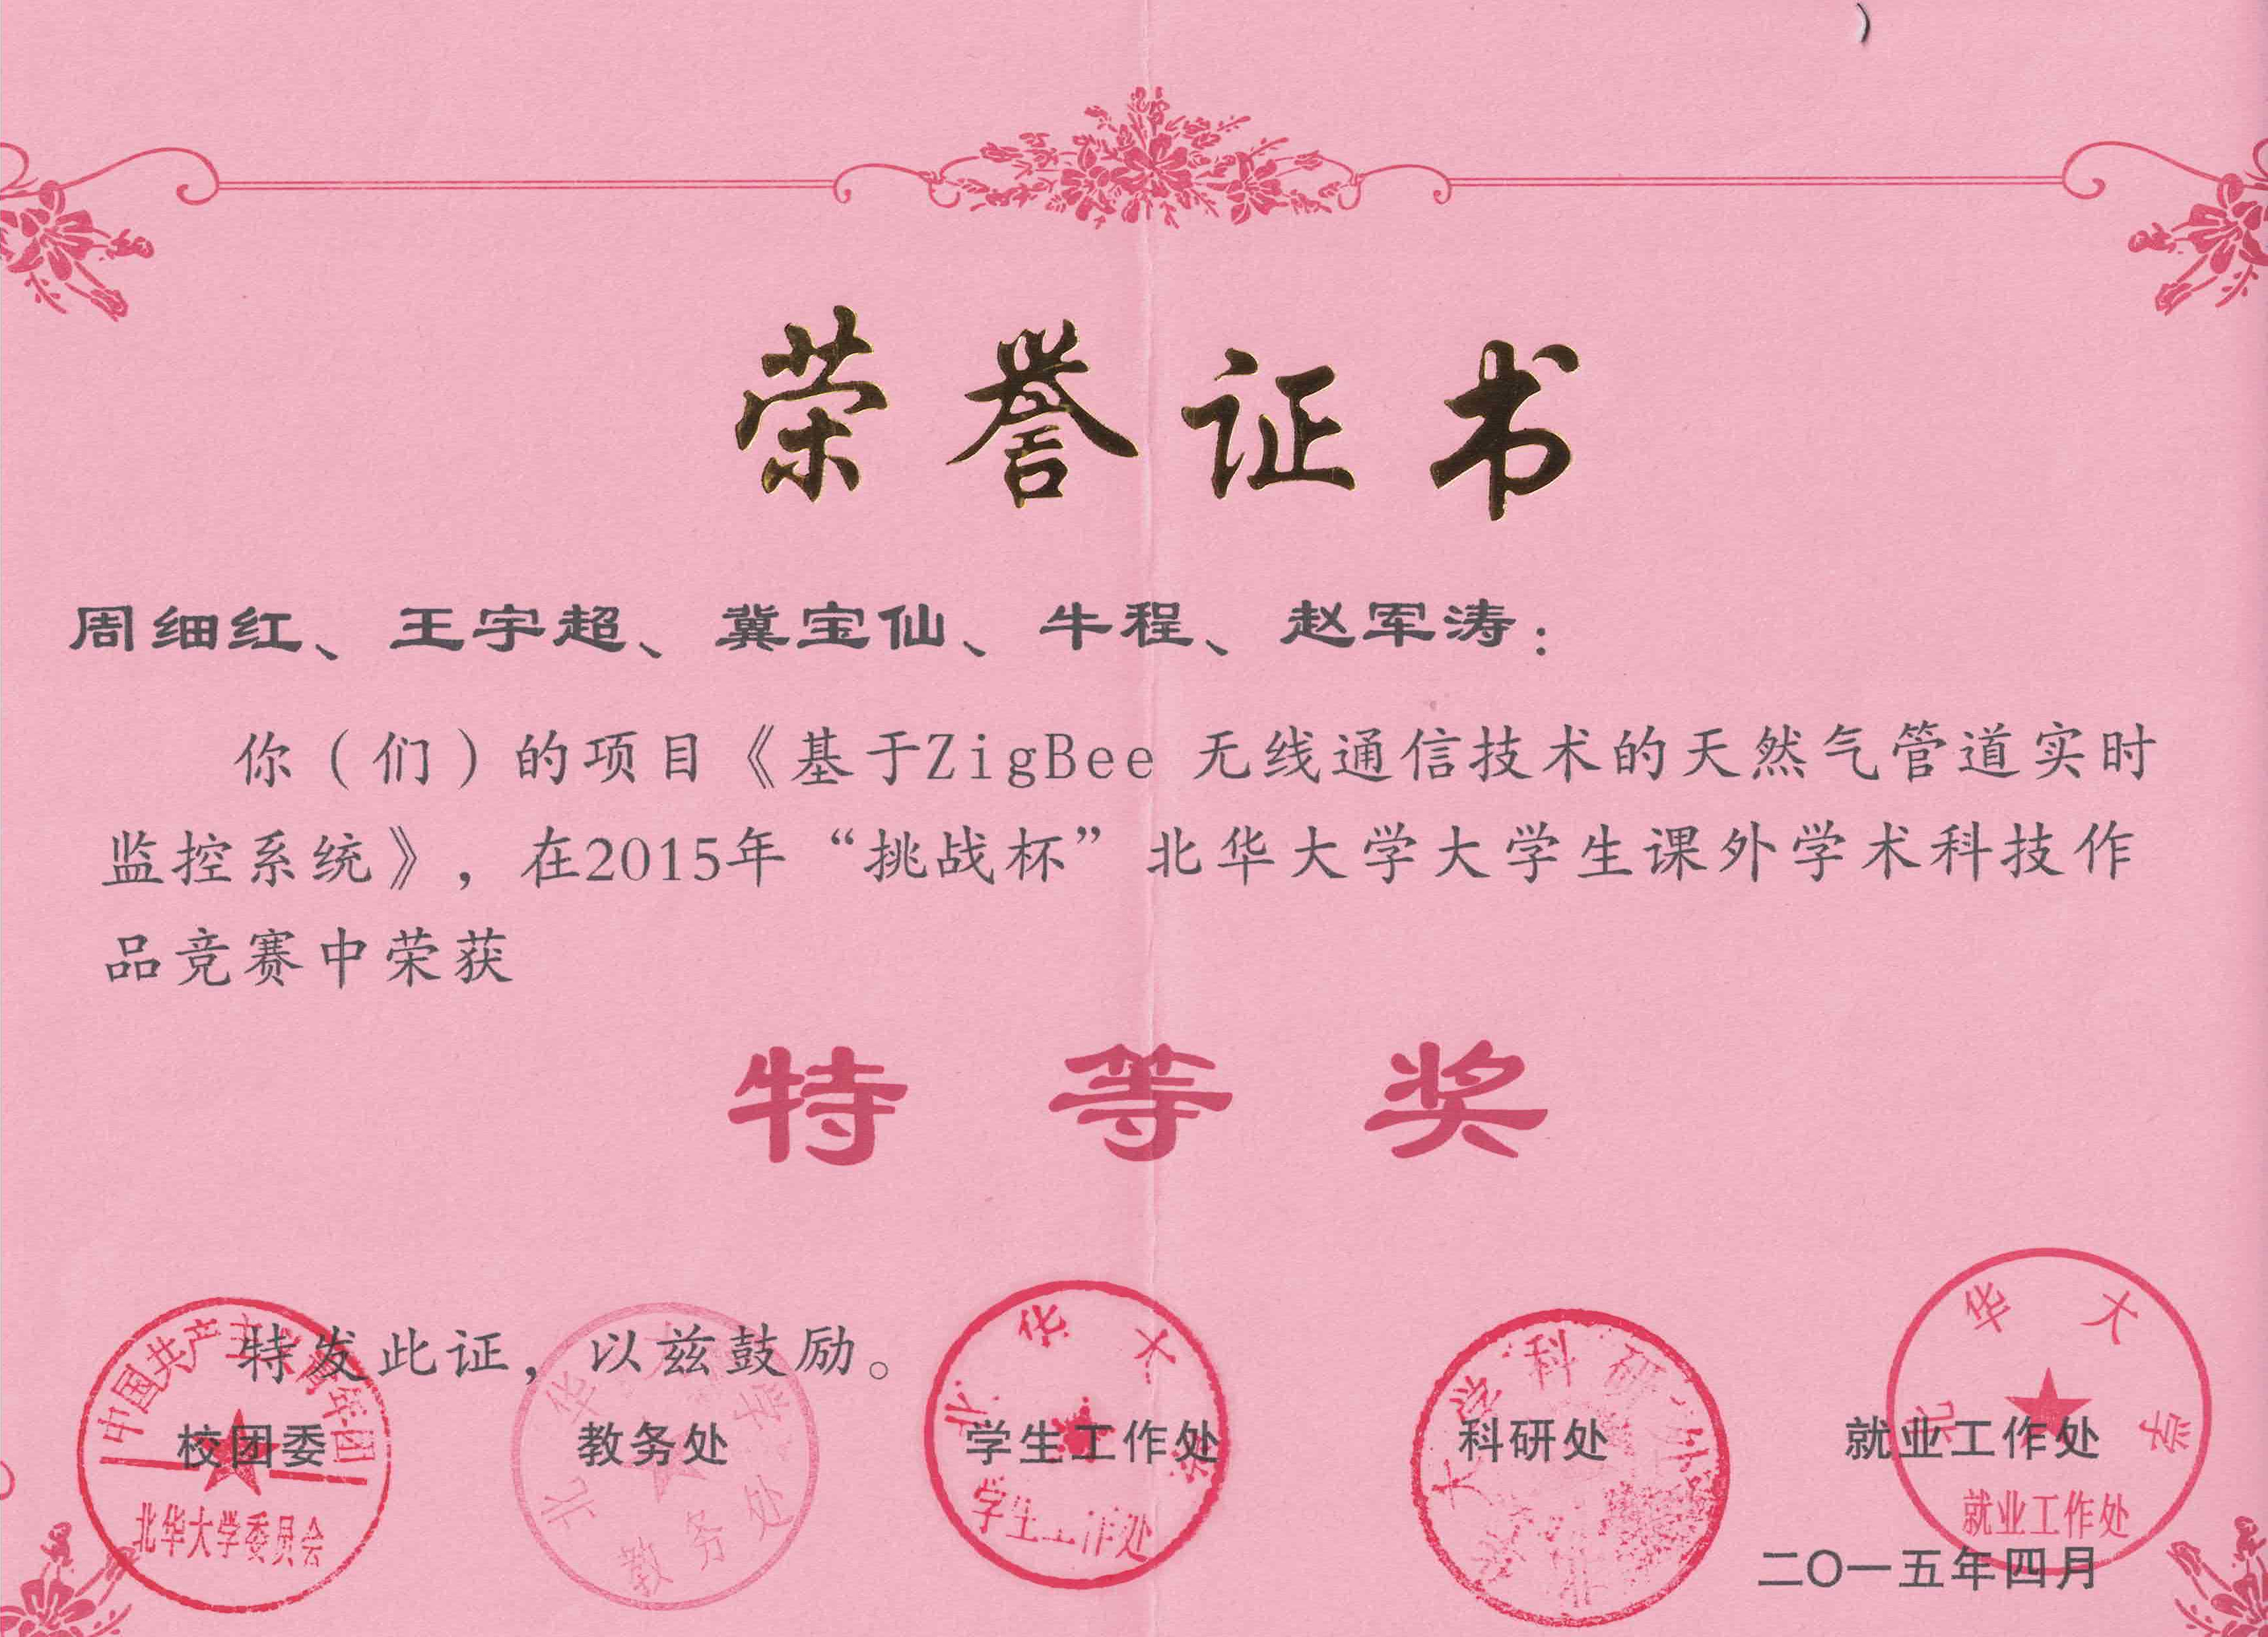 荣誉证书
周细红、王宇超、冀宝仙、牛程、赵军涛：
你（们）的项目《基于ZigBee 无线通信技术的天然气管道实时
监控系统》，在2015年“挑战杯”北华大学大学生课外学术科技作
品竞赛中荣获
特等奖
特发此证，以兹鼓励。
校团委 教务处 学生工作处 科研处 就业工作处
二〇一五年四月
中国共产主义青年团
北华大学委员会
北华大学
教务处
北华大学
学生工作处
北华大学
就业工作处